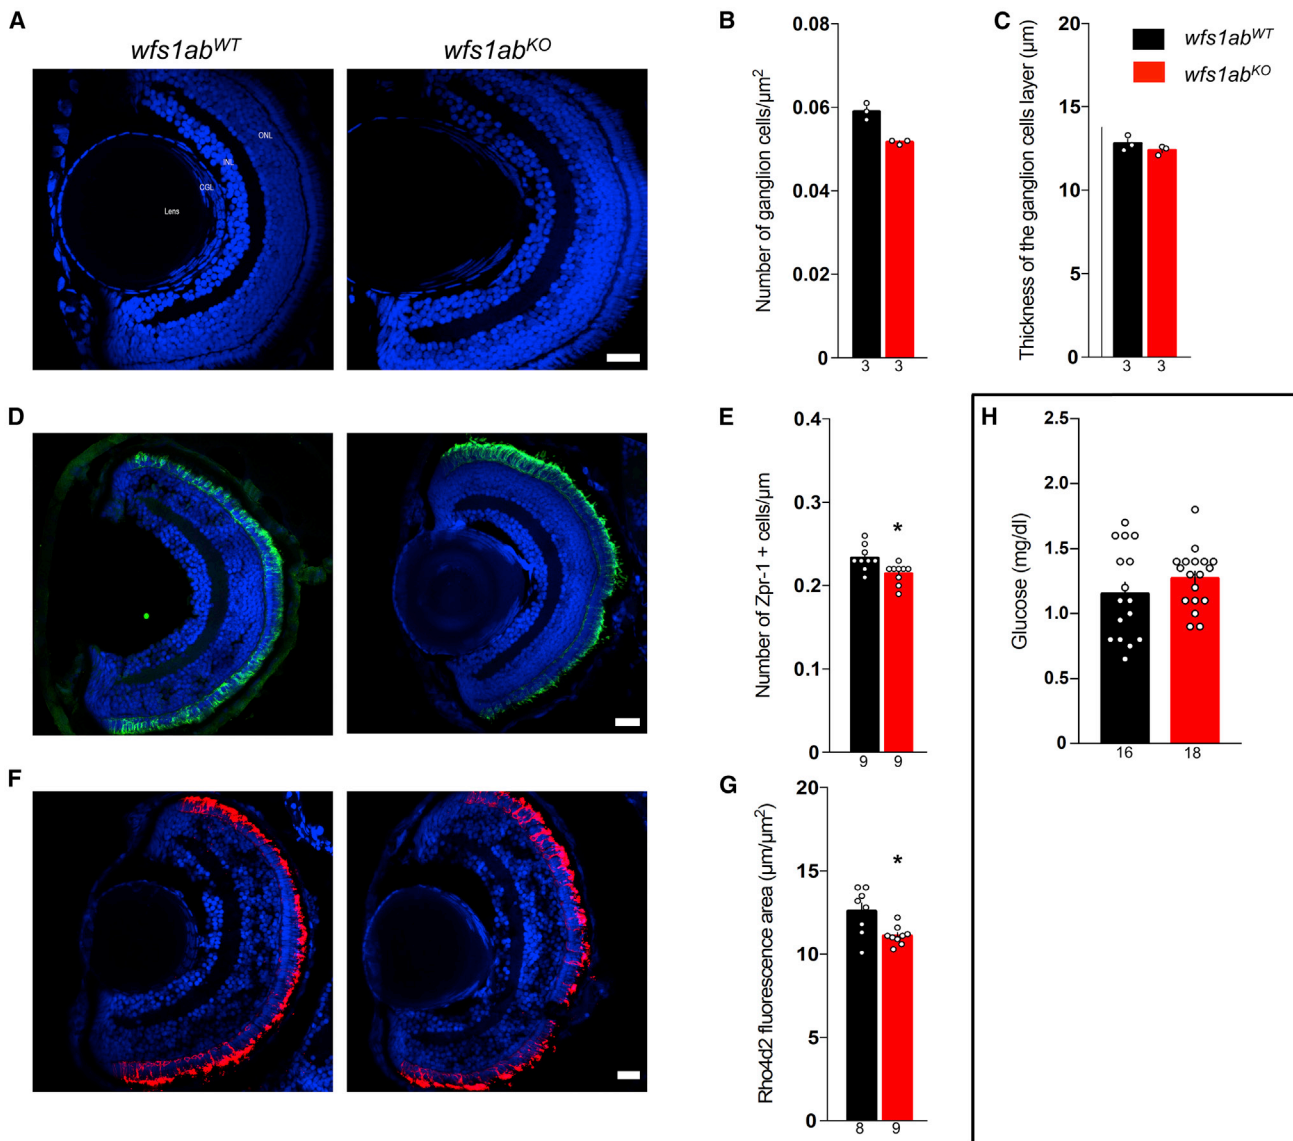 A
wfs1abWT
wfs1abKO
ONL
INL
CGL
Lens
B
Number of ganglion cells/µm2
0.08
0.06
0.04
0.02
0
3 3
C
Thickness of the ganglion cells layer (µm)
20
15
10
5
0
3 3
wfs1abWT
wfs1abKO
D
E
Number of Zpr-1 + cells/µm
0.4
0.3
0.2
0.1
0
*
9 9
F
G
Rho4d2 fluorescence area (µm/µm2)
20
15
10
5
0
*
8 9
H
Glucose (mg/dl)
2.5
2.0
1.5
1.0
0.5
0
16 18